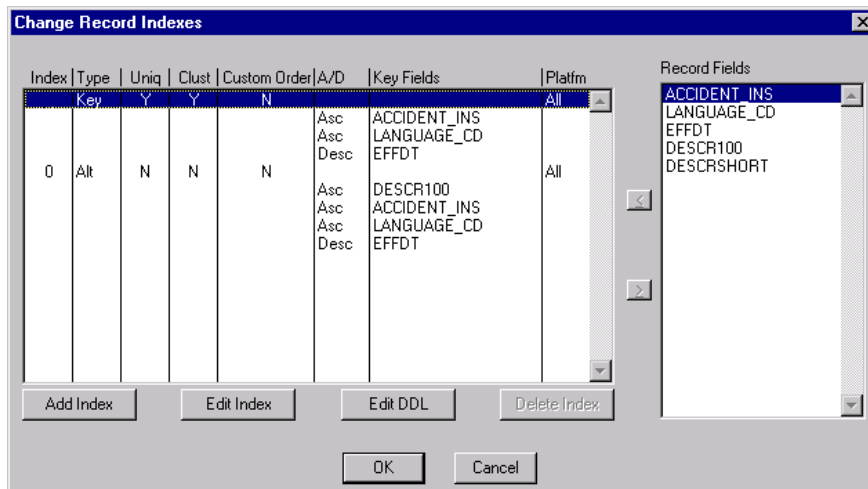 Change Record Indexes
Index Type Uniq Clust Custom Order A/D Key Fields Platfm
Key Y Y N All
Asc ACCIDENT_INS
Asc LANGUAGE_CD
Desc EFFDT
0 Alt N N N All
Asc DESCR100
Asc ACCIDENT_INS
Asc LANGUAGE_CD
Desc EFFDT
Record Fields
ACCIDENT_INS
LANGUAGE_CD
EFFDT
DESCR100
DESCRSHORT
<
>
Add Index Edit Index Edit DDL Delete Index
OK Cancel